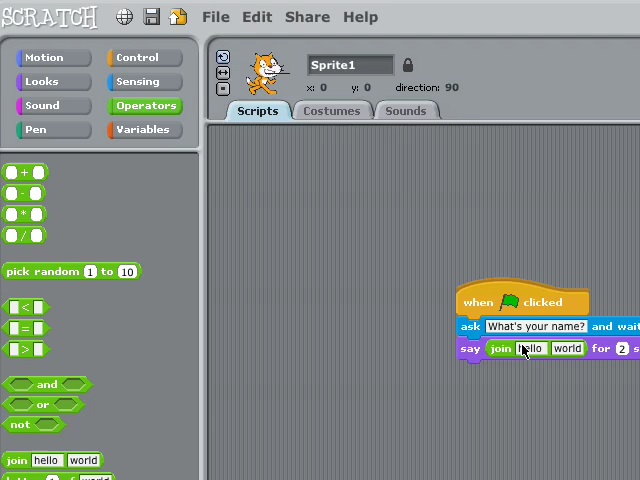 SCRATCH File Edit Share Help
Motion Control
Looks Sensing
Sound Operators
Pen Variables
Sprite1
x: 0 y: 0 direction: 90
Scripts Costumes Sounds
+
-
*
/
pick random 1 to 10
<
=
>
and
or
not
join hello world
when clicked
ask What's your name? and wait
say join hello world for 2 s